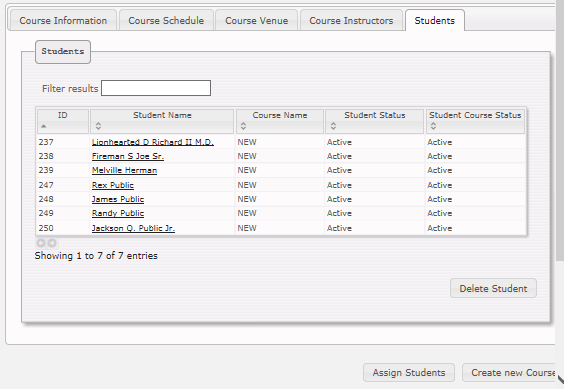 Course Information Course Schedule Course Venue Course Instructors Students
Students
Filter results
ID Student Name Course Name Student Status Student Course Status
237 Lionhearted D Richard II M.D. NEW Active Active
238 Fireman S Joe Sr. NEW Active Active
239 Melville Herman NEW Active Active
247 Rex Public NEW Active Active
248 James Public NEW Active Active
249 Randy Public NEW Active Active
250 Jackson Q. Public Jr. NEW Active Active
Showing 1 to 7 of 7 entries
Delete Student
Assign Students Create new Course